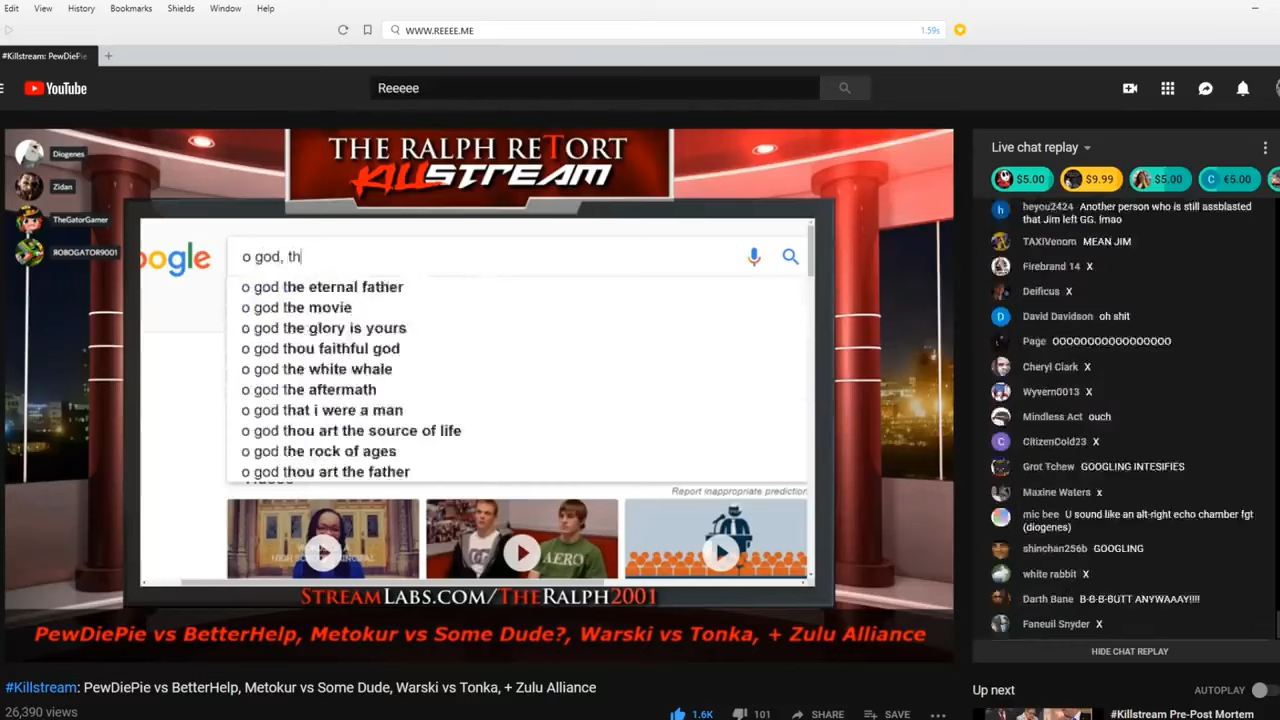 Edit View History Bookmarks Shields Window Help
WWW.REEEE.ME 1.59s
#Killstream: PewDiePie
YouTube Reeeee
THE RALPH RETORT
KILLSTREAM
Diogenes
Zidan
TheGatorGamer
ROBOGATOR9001
oogle o god, th
o god the eternal father
o god the movie
o god the glory is yours
o god thou faithful god
o god the white whale
o god the aftermath
o god that i were a man
o god thou art the source of life
o god the rock of ages
o god thou art the father
Report inappropriate prediction
AERO
STREAMLABS.COM/THERALPH2001
PewDiePie vs BetterHelp, Metokur vs Some Dude?, Warski vs Tonka, + Zulu Alliance
#Killstream: PewDiePie vs BetterHelp, Metokur vs Some Dude, Warski vs Tonka, + Zulu Alliance
26,390 views
1.6K 101 SHARE SAVE
Live chat replay
$5.00 $9.99 $5.00 C €5.00
h heyou2424 Another person who is still assblasted
that Jim left GG. lmao
TAXIVenom MEAN JIM
Firebrand 14 X
Deificus X
D David Davidson oh shit
Page OOOOOOOOOOOOOOOOO
Cheryl Clark X
Wyvern0013 X
Mindless Act ouch
C CitizenCold23 X
Grot Tchew GOOGLING INTESIFIES
Maxine Waters x
mic bee U sound like an alt-right echo chamber fgt
(diogenes)
shinchan256b GOOGLING
white rabbit X
Darth Bane B-B-B-BUTT ANYWAAAY!!!!
Faneuil Snyder X
HIDE CHAT REPLAY
Up next AUTOPLAY
#Killstream Pre-Post Mortem